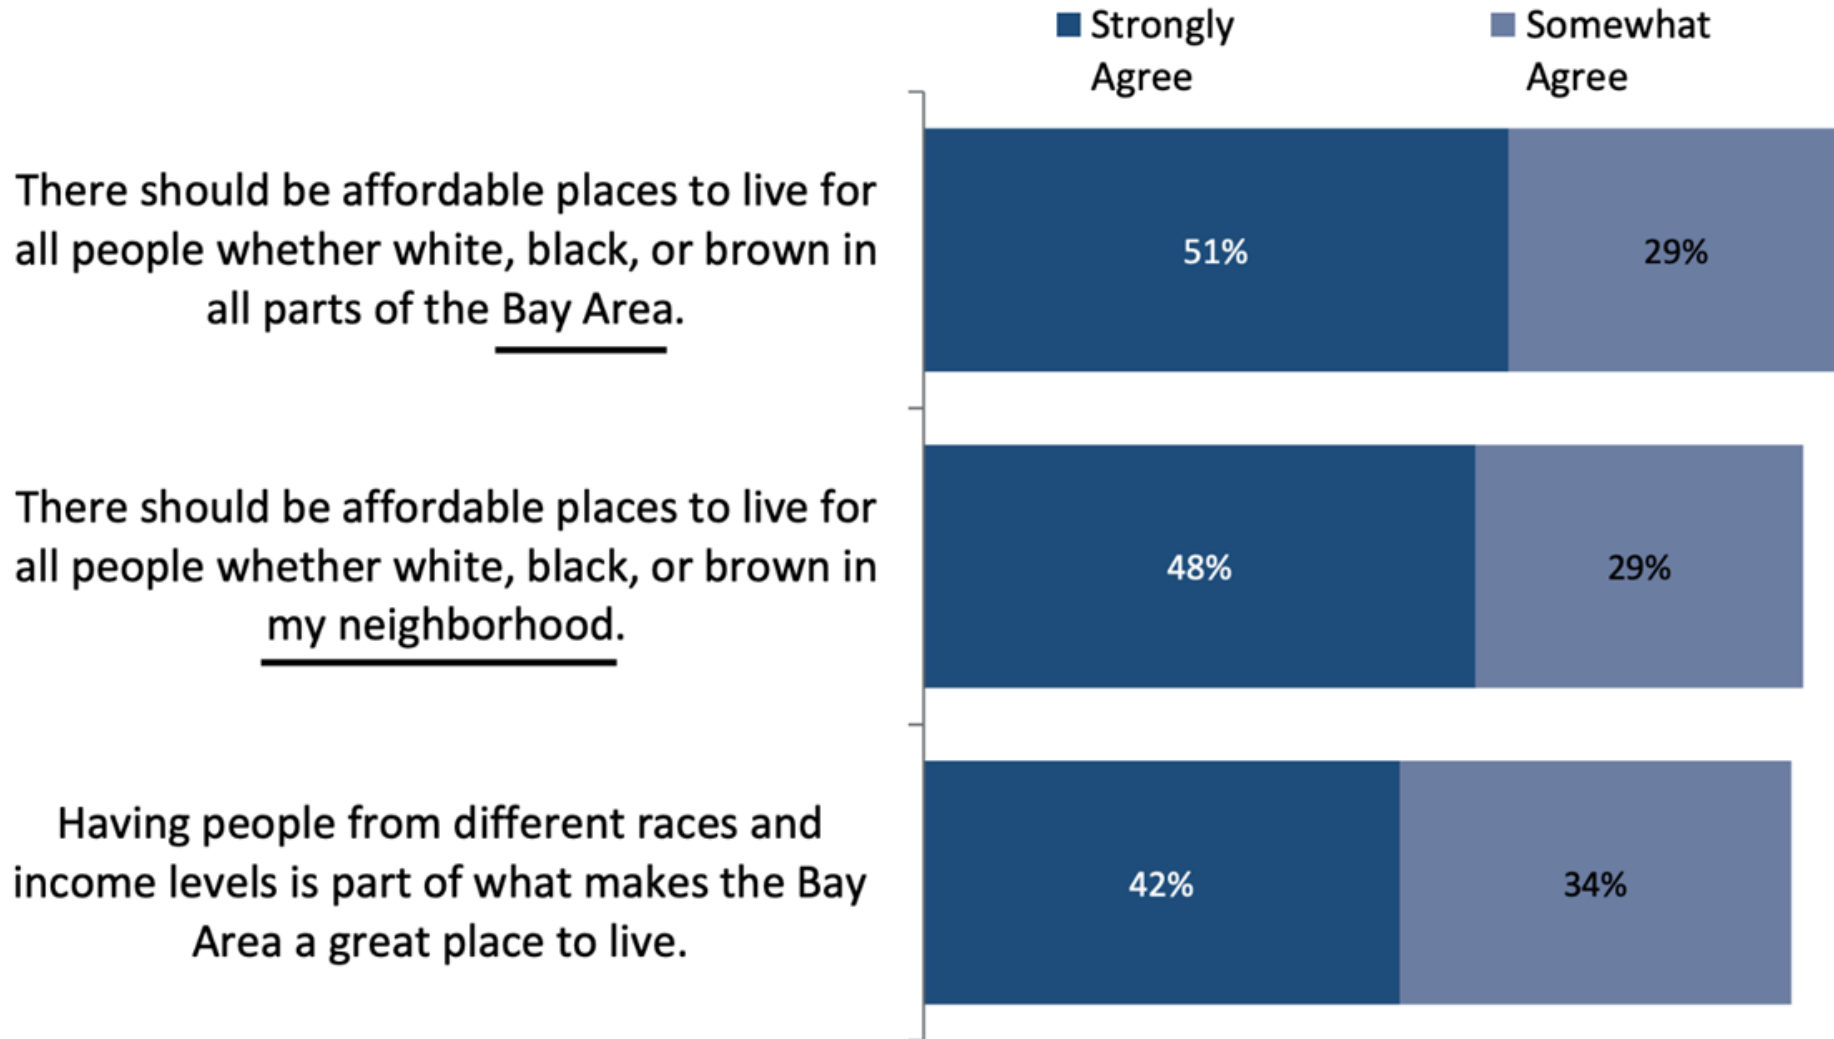 Strongly
Agree
Somewhat
Agree
There should be affordable places to live for
all people whether white, black, or brown in
all parts of the Bay Area.
51%
29%
There should be affordable places to live for
all people whether white, black, or brown in
my neighborhood.
48%
29%
Having people from different races and
income levels is part of what makes the Bay
Area a great place to live.
42%
34%